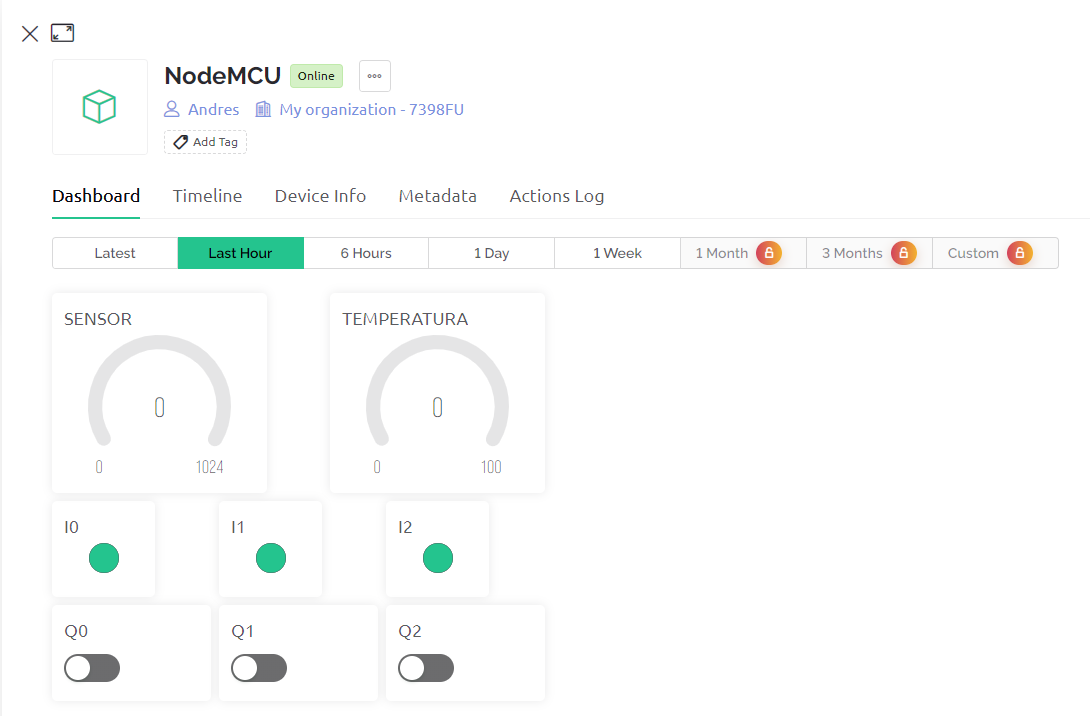 NodeMCU Online
Andres My organization - 7398FU
Add Tag
Dashboard Timeline Device Info Metadata Actions Log
Latest Last Hour 6 Hours 1 Day 1 Week 1 Month 3 Months Custom
SENSOR TEMPERATURA
0 0
0 1024 0 100
I0 I1 I2
Q0 Q1 Q2